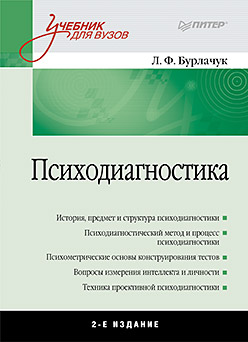 Учебник
для вузов
ПИТЕР®
Л. Ф. Бурлачук
Психодиагностика
История, предмет и структура психодиагностики
Психодиагностический метод и процесс
психодиагностики
Психометрические основы конструирования тестов
Вопросы измерения интеллекта и личности
Техника проективной психодиагностики
2-Е ИЗДАНИЕ